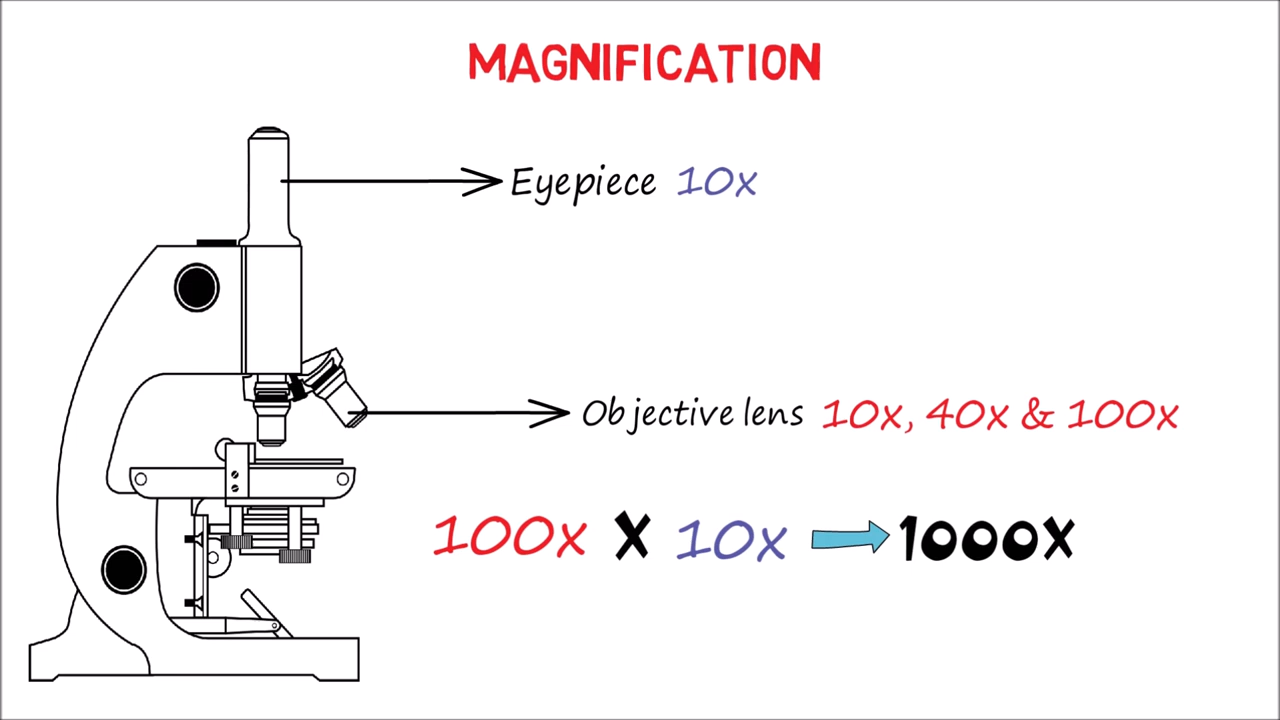 MAGNIFICATION
Eyepiece 10x
Objective lens 10x, 40x & 100x
100x X 10x 1000X